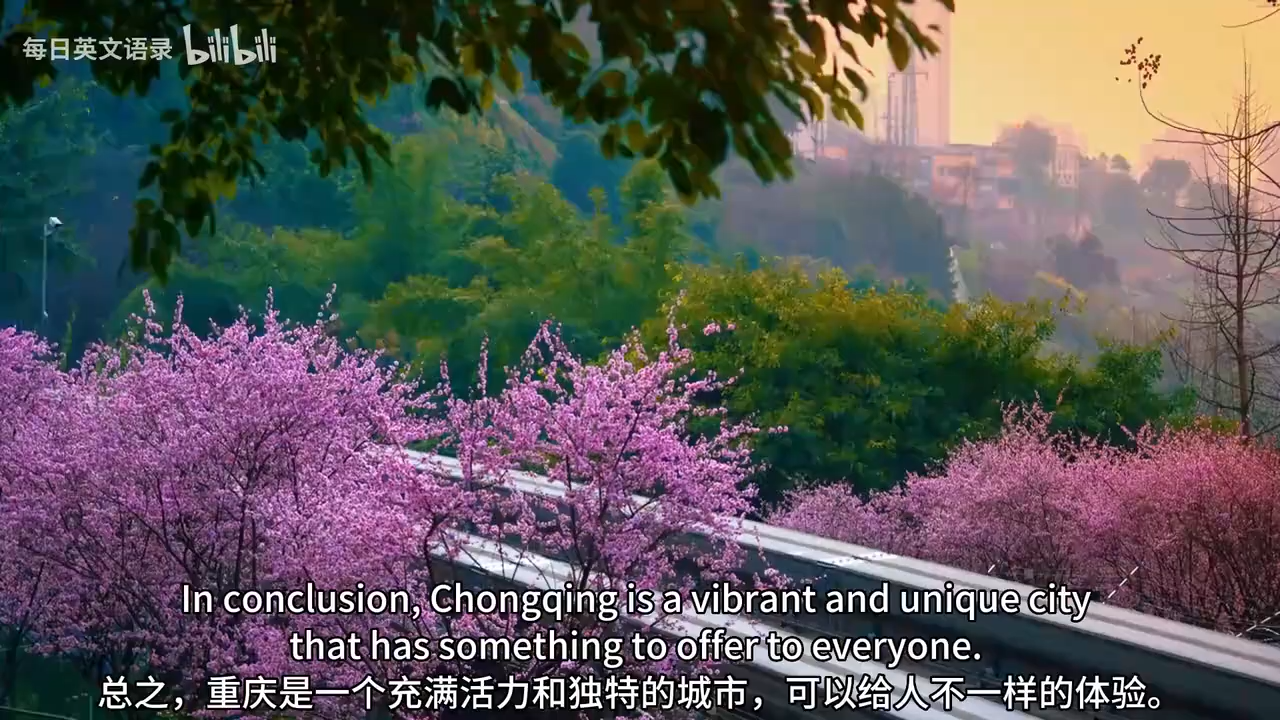 每日英文语录 bilibili
In conclusion, Chongqing is a vibrant and unique city
that has something to offer to everyone.
总之，重庆是一个充满活力和独特的城市，可以给人不一样的体验。